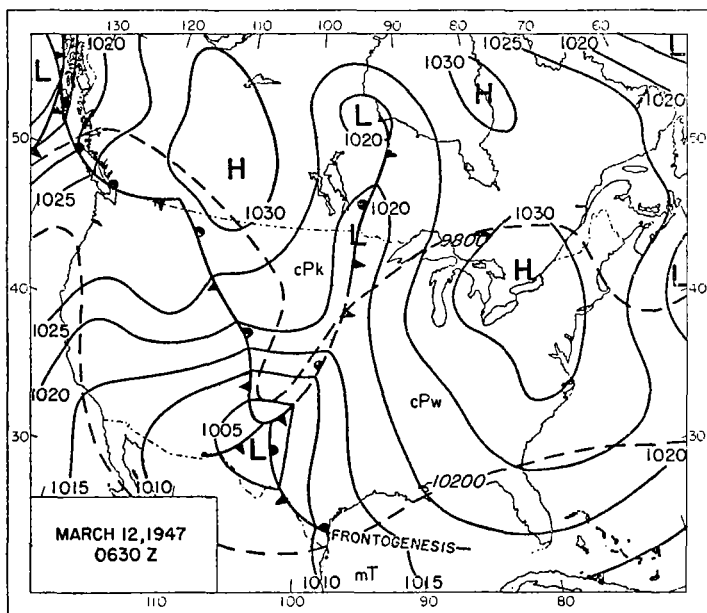 120 110 100 90 80 70 60
1020 1025 1020
L 130 L
1030 H
L 1020
50 1020 50
H
1025 1030 1020 1030
L 9800
cPk H L
40 40
1025
1020 cPw
1005
30 L 30
1020
10200
1015 1010
MARCH 12, 1947
0630 Z
FRONTOGENESIS
mT
1010 1015
110 100 90 80